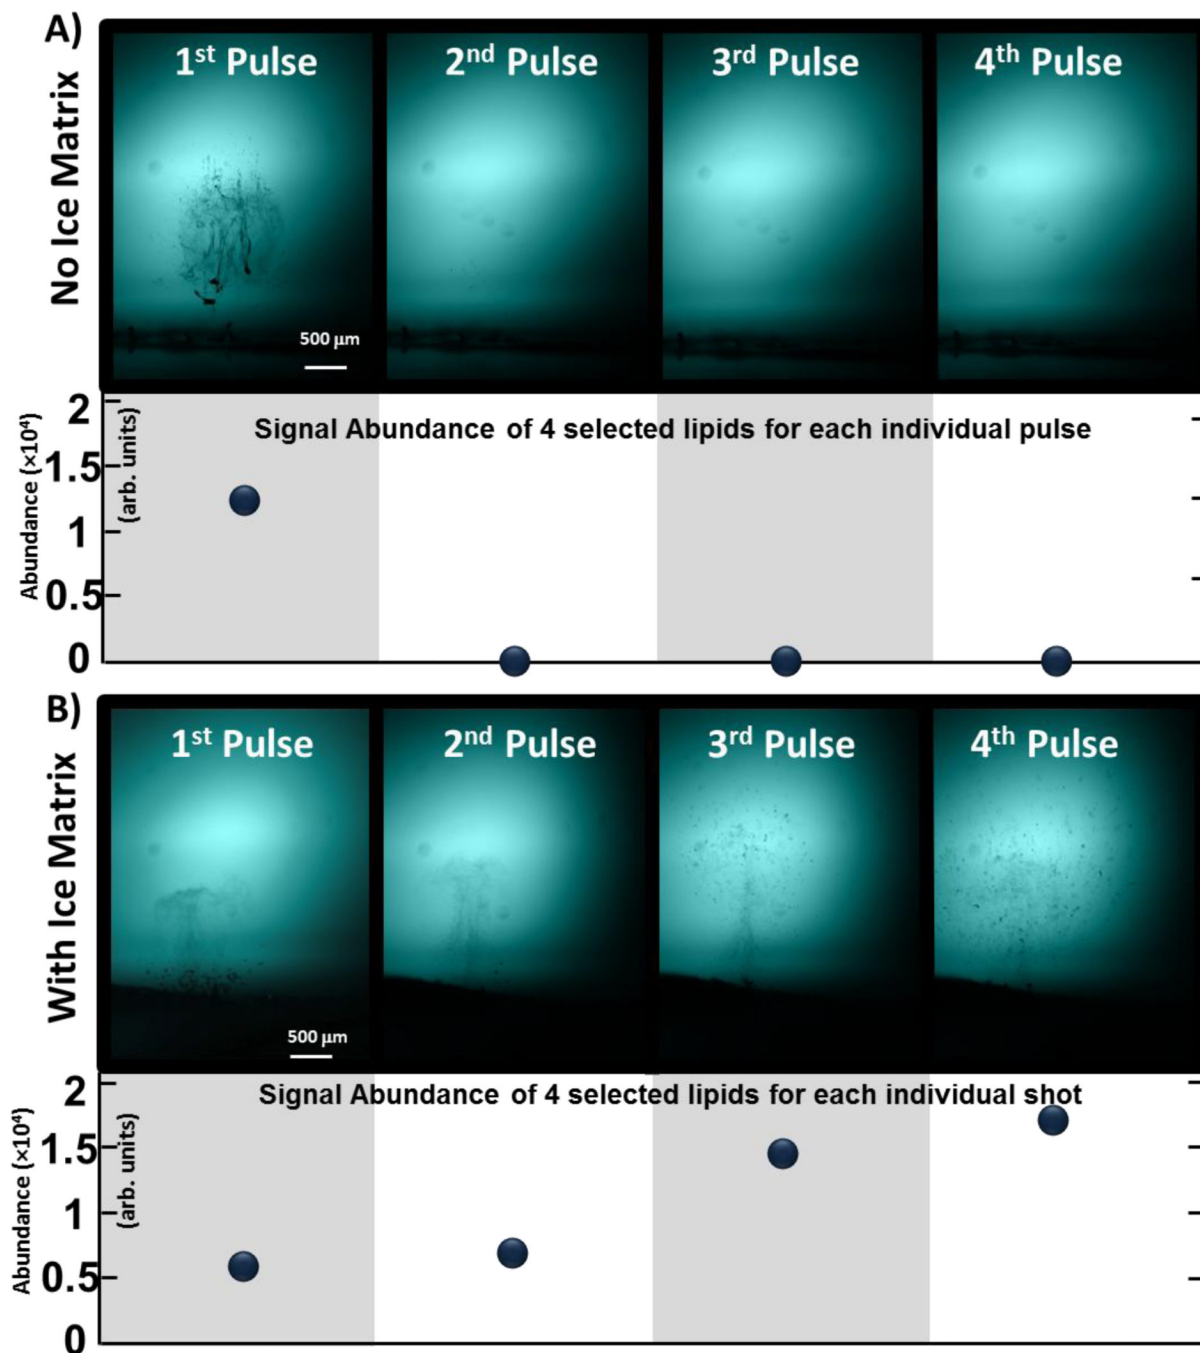 A)
No Ice Matrix
1st Pulse
2nd Pulse
3rd Pulse
4th Pulse
500 µm
Signal Abundance of 4 selected lipids for each individual pulse
Abundance (×10⁴)
(arb. units)
2
1.5
1
0.5
0
B)
With Ice Matrix
1st Pulse
2nd Pulse
3rd Pulse
4th Pulse
500 µm
Signal Abundance of 4 selected lipids for each individual shot
Abundance (×10⁴)
(arb. units)
2
1.5
1
0.5
0